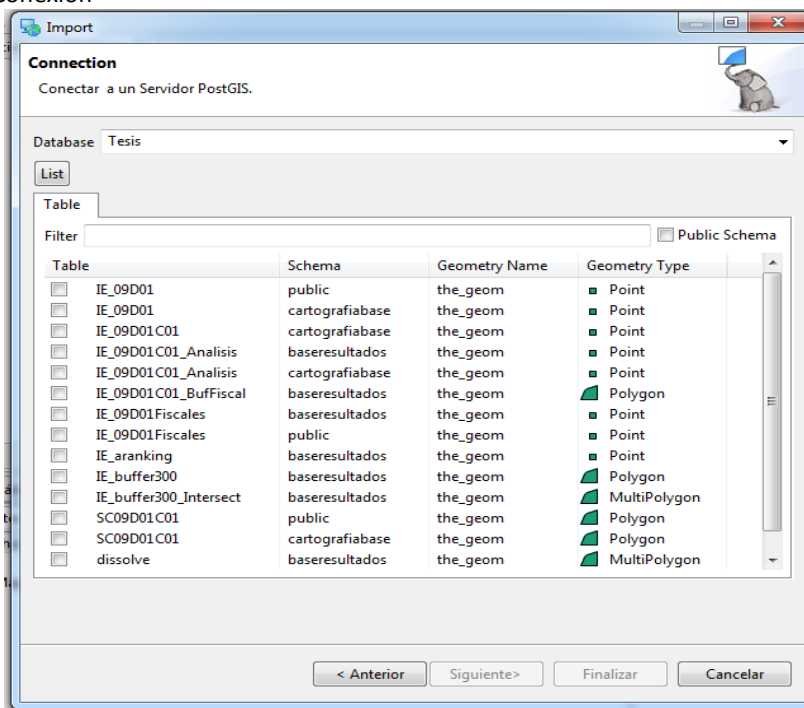 Import
Connection
Conectar a un Servidor PostGIS.
Database Tesis
List
Table
Filter Public Schema
Table Schema Geometry Name Geometry Type
IE_09D01 public the_geom Point
IE_09D01 cartografiabase the_geom Point
IE_09D01C01 cartografiabase the_geom Point
IE_09D01C01_Analisis baseresultados the_geom Point
IE_09D01C01_Analisis cartografiabase the_geom Point
IE_09D01C01_BufFiscal baseresultados the_geom Polygon
IE_09D01Fiscales baseresultados the_geom Point
IE_09D01Fiscales public the_geom Point
IE_aranking baseresultados the_geom Point
IE_buffer300 baseresultados the_geom Polygon
IE_buffer300_Intersect baseresultados the_geom MultiPolygon
SC09D01C01 public the_geom Polygon
SC09D01C01 cartografiabase the_geom Polygon
dissolve baseresultados the_geom MultiPolygon
< Anterior Siguiente> Finalizar Cancelar